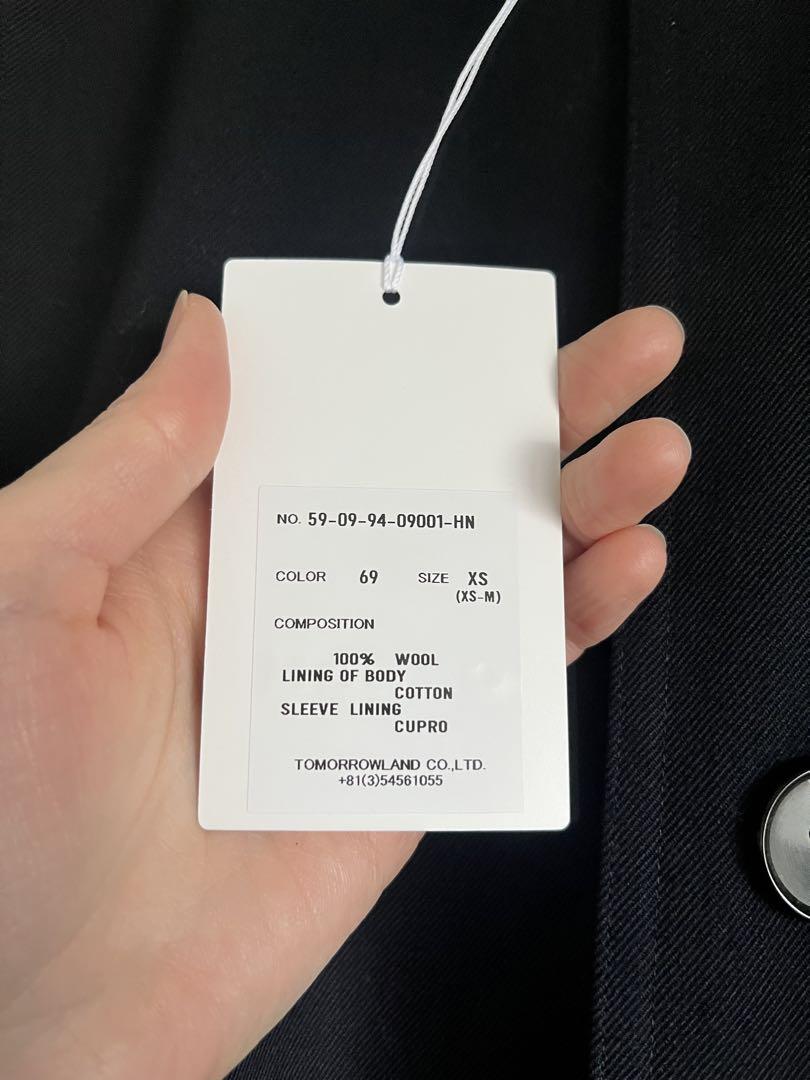 NO. 59-09-94-09001-HN
COLOR 69 SIZE XS
(XS-M)
COMPOSITION
100% WOOL
LINING OF BODY
COTTON
SLEEVE LINING
CUPRO
TOMORROWLAND CO.,LTD.
+81(3)54561055